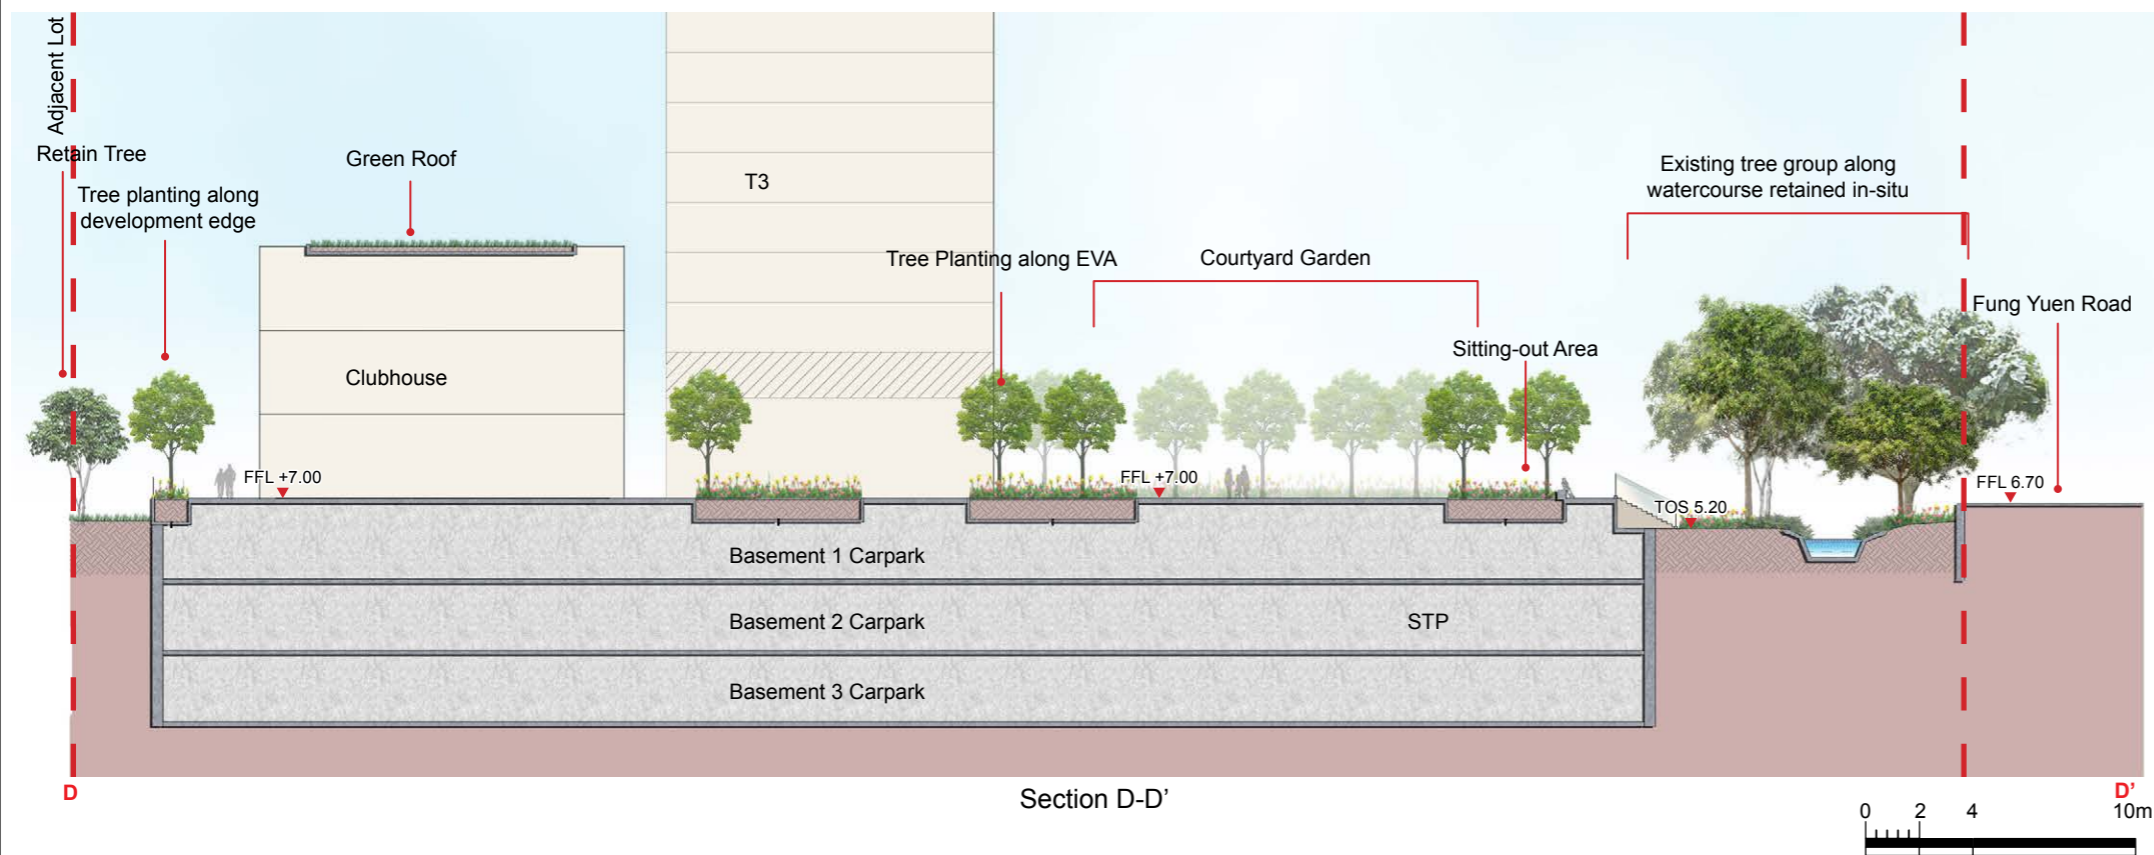 Adjacent Lot
Retain Tree
Tree planting along
development edge
Green Roof
T3
Existing tree group along
watercourse retained in-situ
Tree Planting along EVA
Courtyard Garden
Fung Yuen Road
Sitting-out Area
Clubhouse
FFL +7.00
FFL +7.00
FFL 6.70
TOS 5.20
Basement 1 Carpark
Basement 2 Carpark
STP
Basement 3 Carpark
D
Section D-D’
D’
0 2 4 10m